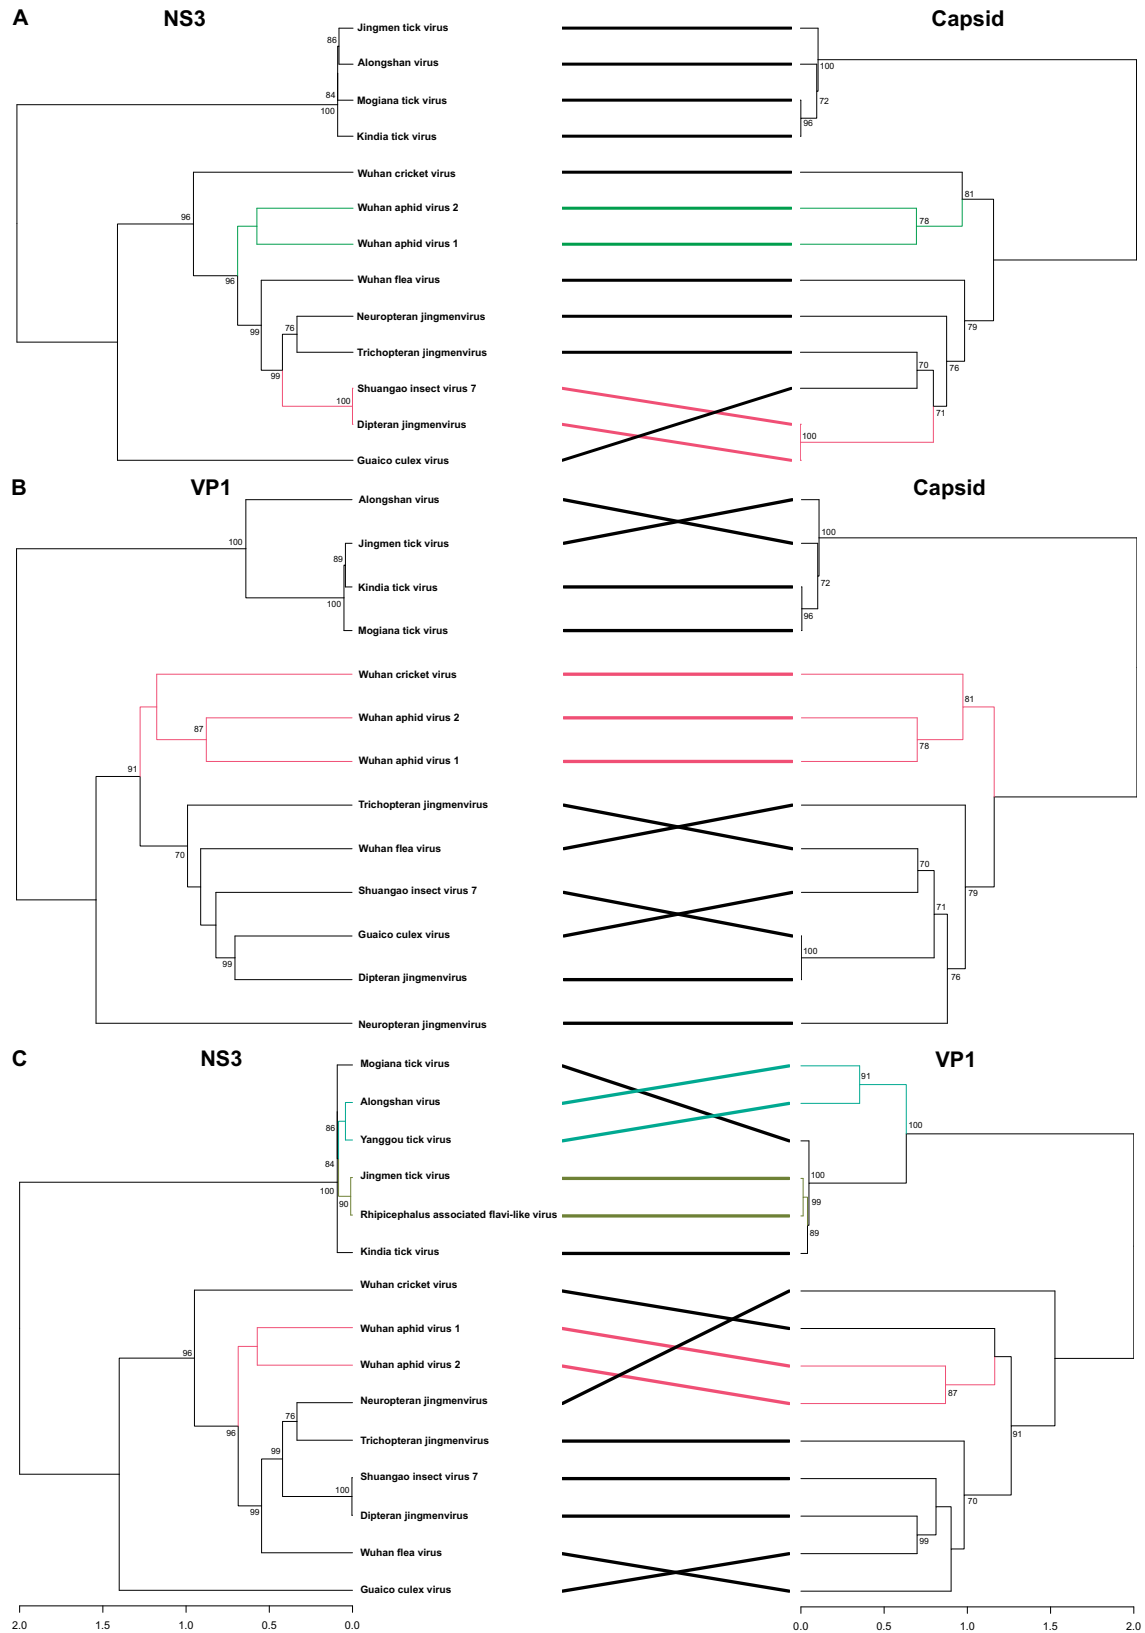 A NS3 Capsid
Jingmen tick virus
86
Alongshan virus
100
84
Mogiana tick virus
72
100
96
Kindia tick virus
Wuhan cricket virus
81
Wuhan aphid virus 2
96
78
Wuhan aphid virus 1
96
Wuhan flea virus
Neuropteran jingmenvirus
76
99
79
Trichopteran jingmenvirus
70
76
99
Shuangao insect virus 7
100
71
Dipteran jingmenvirus
100
Guaico culex virus
B VP1 Capsid
Alongshan virus
100
100
Jingmen tick virus
89
72
Kindia tick virus
100
96
Mogiana tick virus
Wuhan cricket virus
81
Wuhan aphid virus 2
87
78
Wuhan aphid virus 1
91
Trichopteran jingmenvirus
Wuhan flea virus
70
70
Shuangao insect virus 7
79
71
Guaico culex virus
100
99
Dipteran jingmenvirus
76
Neuropteran jingmenvirus
C NS3 VP1
Mogiana tick virus
91
Alongshan virus
86
100
Yanggou tick virus
84
Jingmen tick virus
100
100
90
99
Rhipicephalus associated flavi-like virus
89
Kindia tick virus
Wuhan cricket virus
Wuhan aphid virus 1
96
Wuhan aphid virus 2
87
Neuropteran jingmenvirus
76
96
91
Trichopteran jingmenvirus
99
Shuangao insect virus 7
100
70
Dipteran jingmenvirus
99
99
Wuhan flea virus
Guaico culex virus
2.0 1.5 1.0 0.5 0.0 0.0 0.5 1.0 1.5 2.0